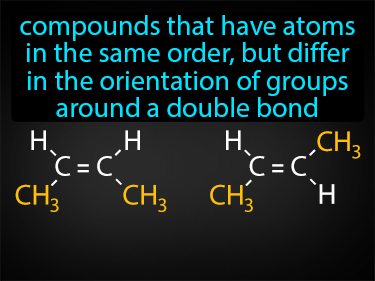 compounds that have atoms
in the same order, but differ
in the orientation of groups
around a double bond
H H H CH₃
C = C C = C
CH₃ CH₃ CH₃ H